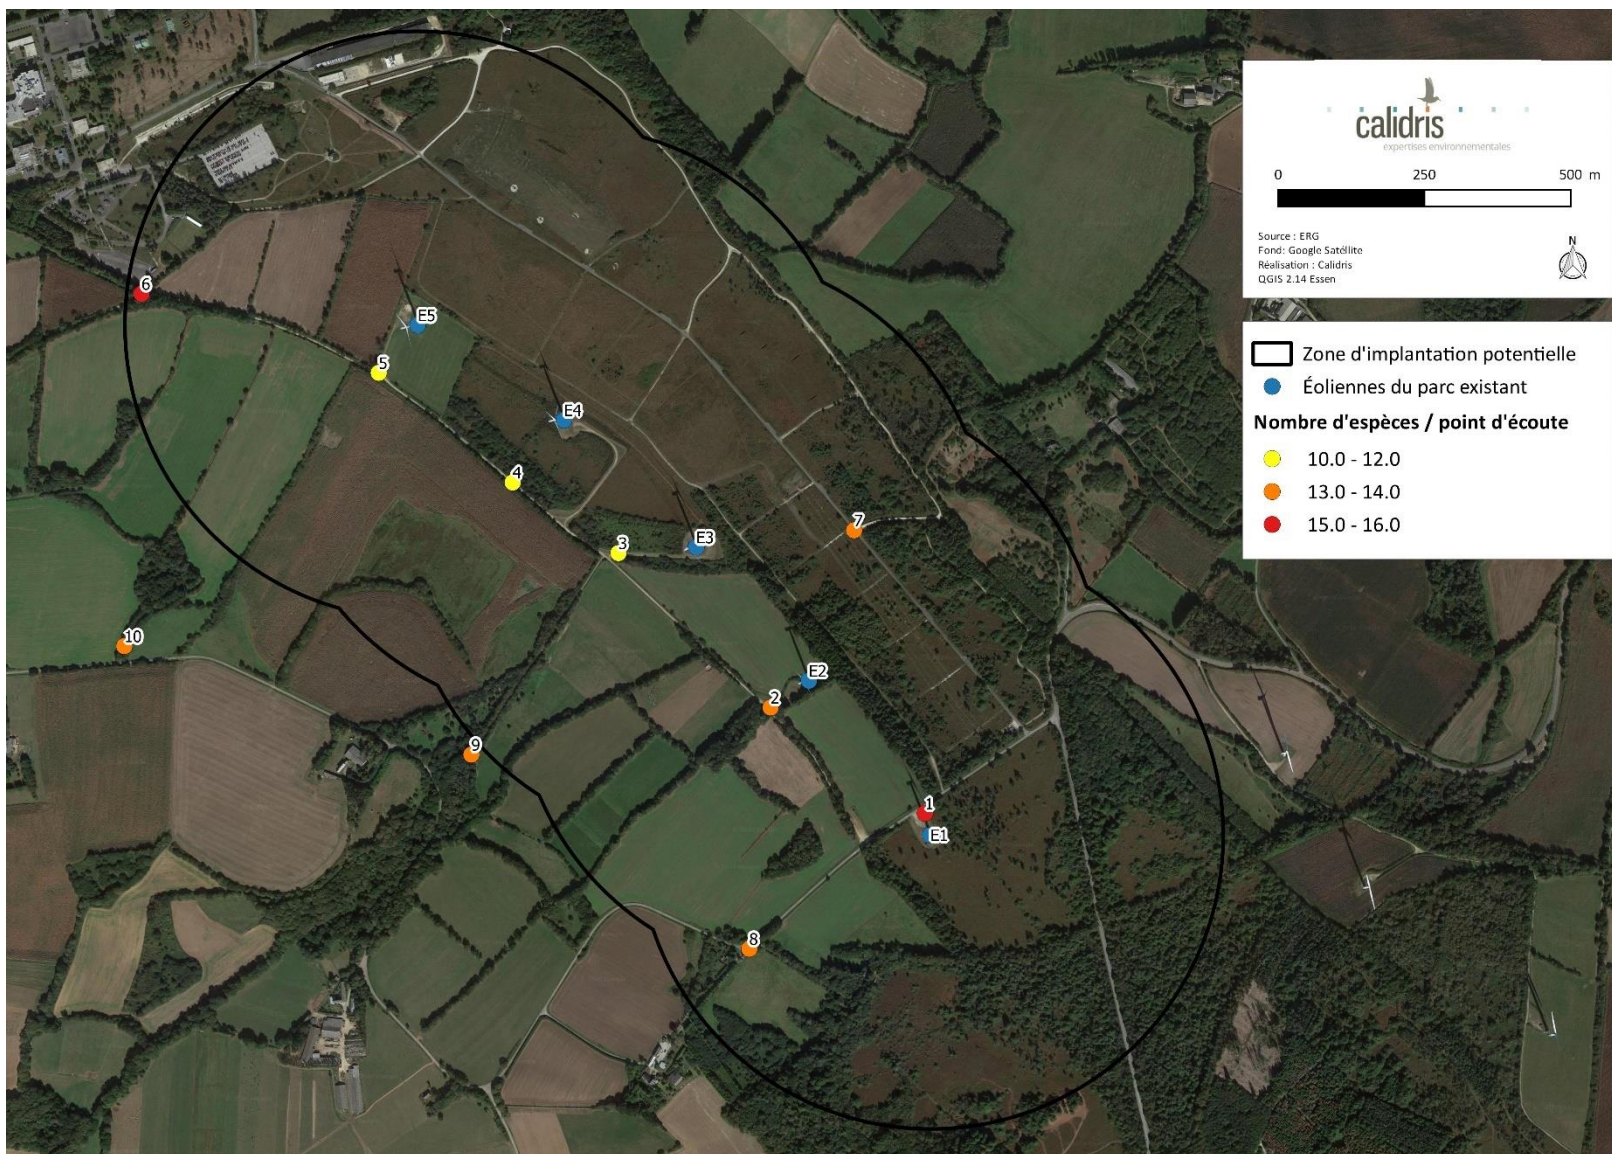 calidris
expertises environnementales
0 250 500 m
Source : ERG
Fond: Google Satéllite
Réalisation : Calidris
QGIS 2.14 Essen
N
Zone d'implantation potentielle
Éoliennes du parc existant
Nombre d'espèces / point d'écoute
10.0 - 12.0
13.0 - 14.0
15.0 - 16.0
6
E5
5
E4
4
7
3
E3
10
E2
2
9
1
E1
8